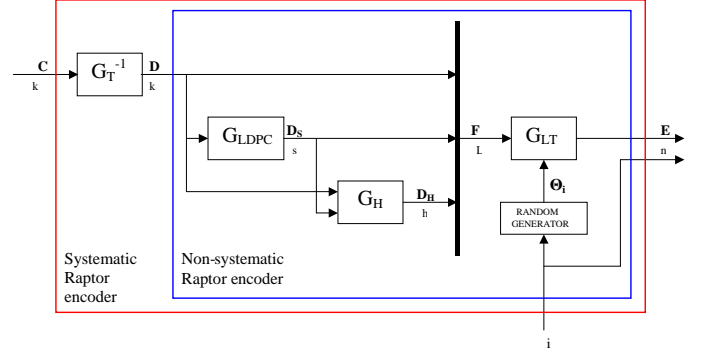 C
k
G_T^-1
D
k
G_LDPC
D_S
s
G_H
D_H
h
F
L
G_LT
E
n
Θ_i
RANDOM
GENERATOR
Systematic
Raptor
encoder
Non-systematic
Raptor encoder
i